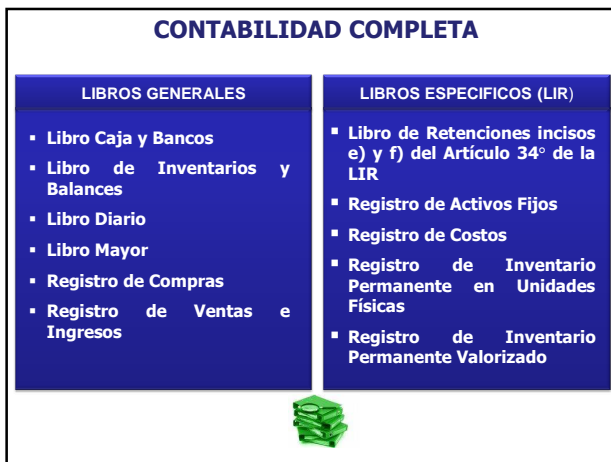 CONTABILIDAD COMPLETA
LIBROS GENERALES
▪ Libro Caja y Bancos
▪ Libro de Inventarios y
Balances
▪ Libro Diario
▪ Libro Mayor
▪ Registro de Compras
▪ Registro de Ventas e
Ingresos
LIBROS ESPECIFICOS (LIR)
▪ Libro de Retenciones incisos
e) y f) del Artículo 34° de la
LIR
▪ Registro de Activos Fijos
▪ Registro de Costos
▪ Registro de Inventario
Permanente en Unidades
Físicas
▪ Registro de Inventario
Permanente Valorizado